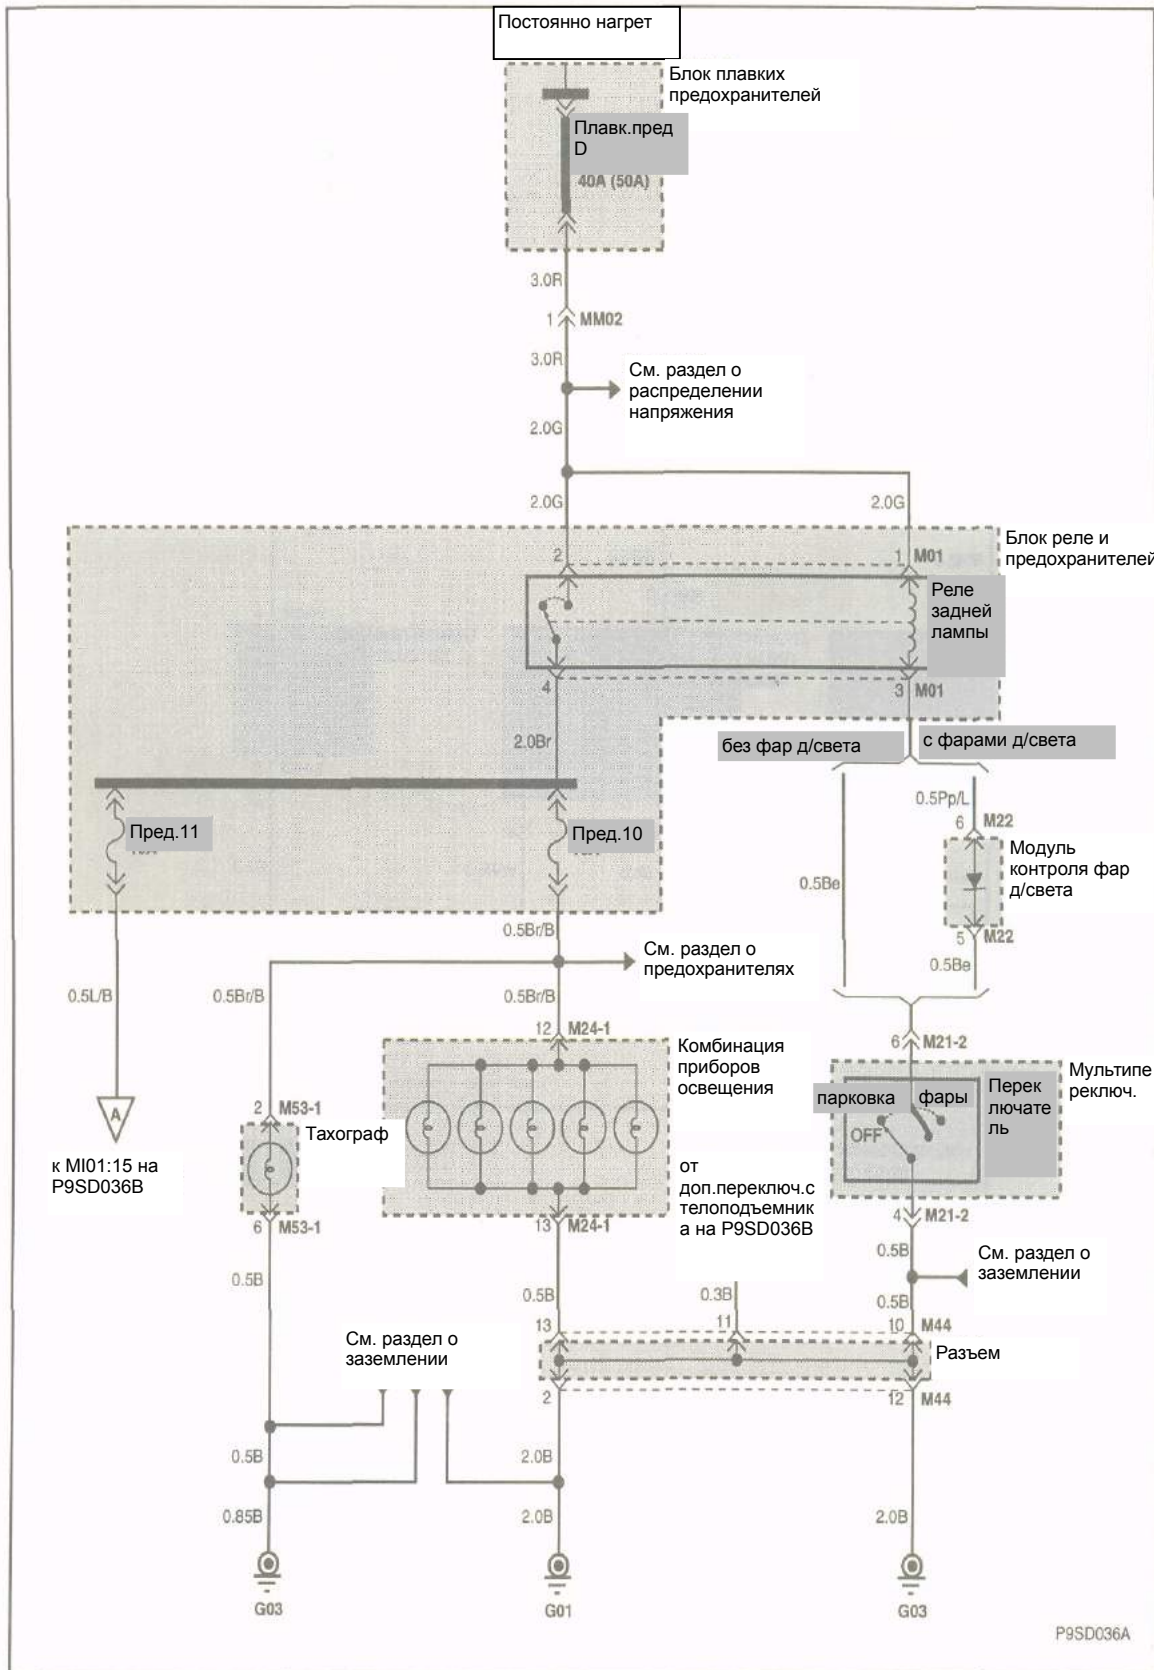 Постоянно нагрет
Блок плавких
предохранителей
Плавк.пред
D
40A (50A)
3.0R
1 MM02
3.0R
См. раздел о
распределении
напряжения
2.0G
2.0G
2.0G
Блок реле и
предохранителей
2
1 M01
Реле
задней
лампы
4
3 M01
2.0Br
без фар д/света
с фарами д/света
0.5Pp/L
6 M22
Пред.11
Пред.10
Модуль
контроля фар
д/света
0.5Be
5 M22
0.5Be
0.5Br/B
См. раздел о
предохранителях
0.5L/B
0.5Br/B
0.5Br/B
12 M24-1
6 M21-2
Комбинация
приборов
освещения
Мультипе
реключ.
парковка
фары
OFF
Перек
лючате
ль
A
2 M53-1
Тахограф
к MI01:15 на
P9SD036B
от
доп.переключ.с
телоподъемник
а на P9SD036B
6 M53-1
13 M24-1
4 M21-2
0.5B
0.5B
0.3B
0.5B
См. раздел о
заземлении
0.5B
13
11
10 M44
См. раздел о
заземлении
Разъем
2
12 M44
0.5B
2.0B
0.85B
2.0B
2.0B
G03
G01
G03
P9SD036A